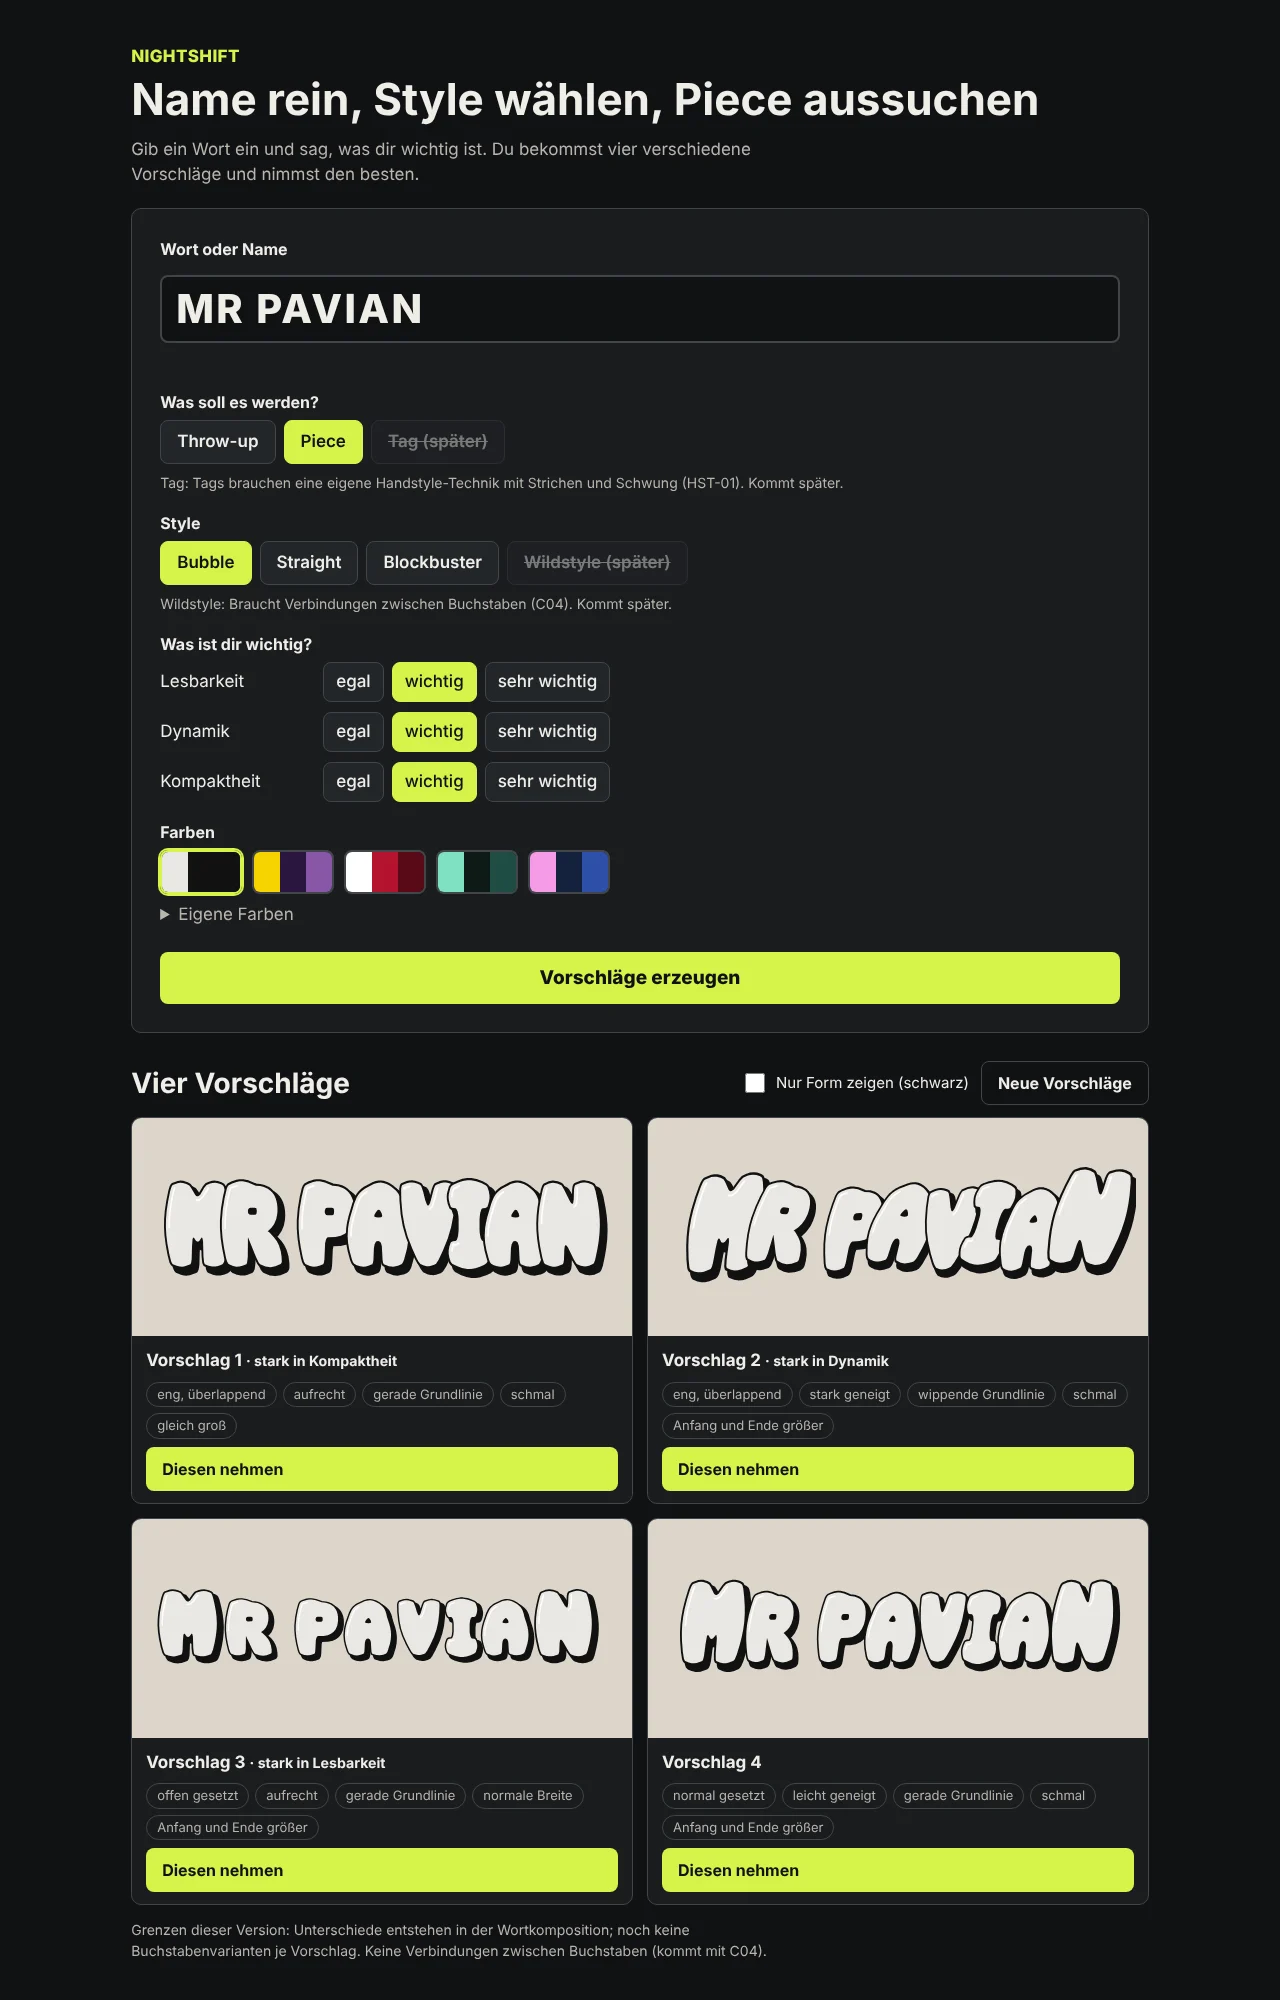 NIGHTSHIFT
Name rein, Style wählen, Piece aussuchen
Gib ein Wort ein und sag, was dir wichtig ist. Du bekommst vier verschiedene
Vorschläge und nimmst den besten.
Wort oder Name
MR PAVIAN
Was soll es werden?
Throw-up Piece Tag (später)
Tag: Tags brauchen eine eigene Handstyle-Technik mit Strichen und Schwung (HST-01). Kommt später.
Style
Bubble Straight Blockbuster Wildstyle (später)
Wildstyle: Braucht Verbindungen zwischen Buchstaben (C04). Kommt später.
Was ist dir wichtig?
Lesbarkeit egal wichtig sehr wichtig
Dynamik egal wichtig sehr wichtig
Kompaktheit egal wichtig sehr wichtig
Farben
Eigene Farben
Vorschläge erzeugen
Vier Vorschläge Nur Form zeigen (schwarz) Neue Vorschläge
MR PAVIAN
Vorschlag 1 · stark in Kompaktheit
eng, überlappend aufrecht gerade Grundlinie schmal
gleich groß
Diesen nehmen
MR PAVIAN
Vorschlag 2 · stark in Dynamik
eng, überlappend stark geneigt wippende Grundlinie schmal
Anfang und Ende größer
Diesen nehmen
MR PAVIAN
Vorschlag 3 · stark in Lesbarkeit
offen gesetzt aufrecht gerade Grundlinie normale Breite
Anfang und Ende größer
Diesen nehmen
MR PAVIAN
Vorschlag 4
normal gesetzt leicht geneigt gerade Grundlinie schmal
Anfang und Ende größer
Diesen nehmen
Grenzen dieser Version: Unterschiede entstehen in der Wortkomposition; noch keine
Buchstabenvarianten je Vorschlag. Keine Verbindungen zwischen Buchstaben (kommt mit C04).